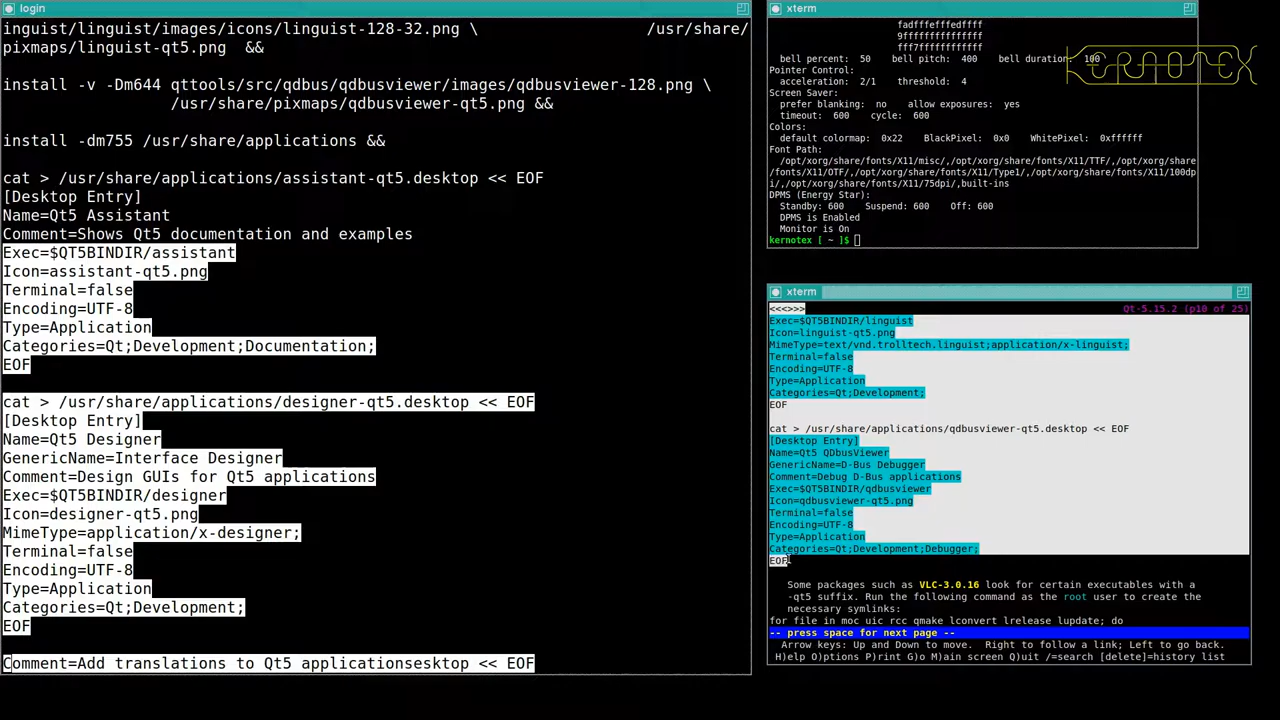 login
inguist/linguist/images/icons/linguist-128-32.png \                  /usr/share/
pixmaps/linguist-qt5.png  &&
install -v -Dm644 qttools/src/qdbus/qdbusviewer/images/qdbusviewer-128.png \
/usr/share/pixmaps/qdbusviewer-qt5.png &&
install -dm755 /usr/share/applications &&
cat > /usr/share/applications/assistant-qt5.desktop << EOF
[Desktop Entry]
Name=Qt5 Assistant
Comment=Shows Qt5 documentation and examples
Exec=$QT5BINDIR/assistant
Icon=assistant-qt5.png
Terminal=false
Encoding=UTF-8
Type=Application
Categories=Qt;Development;Documentation;
EOF
cat > /usr/share/applications/designer-qt5.desktop << EOF
[Desktop Entry]
Name=Qt5 Designer
GenericName=Interface Designer
Comment=Design GUIs for Qt5 applications
Exec=$QT5BINDIR/designer
Icon=designer-qt5.png
MimeType=application/x-designer;
Terminal=false
Encoding=UTF-8
Type=Application
Categories=Qt;Development;
EOF
Comment=Add translations to Qt5 applicationsesktop << EOF
xterm
fadfffefffedffff
9fffffffffffffff
fff7ffffffffffff
bell percent:  50    bell pitch:  400    bell duration:  100
Pointer Control:
acceleration:  2/1    threshold:  4
Screen Saver:
prefer blanking:  no    allow exposures:  yes
timeout:  600    cycle:  600
Colors:
default colormap:  0x22    BlackPixel:  0x0    WhitePixel:  0xffffff
Font Path:
/opt/xorg/share/fonts/X11/misc/,/opt/xorg/share/fonts/X11/TTF/,/opt/xorg/share
/fonts/X11/OTF/,/opt/xorg/share/fonts/X11/Type1/,/opt/xorg/share/fonts/X11/100dp
i/,/opt/xorg/share/fonts/X11/75dpi/,built-ins
DPMS (Energy Star):
Standby: 600    Suspend: 600    Off: 600
DPMS is Enabled
Monitor is On
kernotex [ ~ ]$
xterm
<<<>>>                                                     Qt-5.15.2 (p10 of 25)
Exec=$QT5BINDIR/linguist
Icon=linguist-qt5.png
MimeType=text/vnd.trolltech.linguist;application/x-linguist;
Terminal=false
Encoding=UTF-8
Type=Application
Categories=Qt;Development;
EOF
cat > /usr/share/applications/qdbusviewer-qt5.desktop << EOF
[Desktop Entry]
Name=Qt5 QDbusViewer
GenericName=D-Bus Debugger
Comment=Debug D-Bus applications
Exec=$QT5BINDIR/qdbusviewer
Icon=qdbusviewer-qt5.png
Terminal=false
Encoding=UTF-8
Type=Application
Categories=Qt;Development;Debugger;
EOF
Some packages such as VLC-3.0.16 look for certain executables with a
-qt5 suffix. Run the following command as the root user to create the
necessary symlinks:
for file in moc uic rcc qmake lconvert lrelease lupdate; do
-- press space for next page --
Arrow keys: Up and Down to move.  Right to follow a link; Left to go back.
H)elp O)ptions P)rint G)o M)ain screen Q)uit /=search [delete]=history list